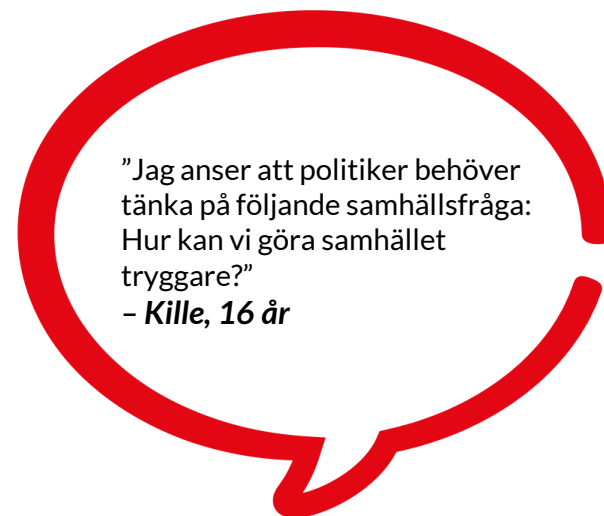 ”Jag anser att politiker behöver
tänka på följande samhällsfråga:
Hur kan vi göra samhället
tryggare?”
– Kille, 16 år